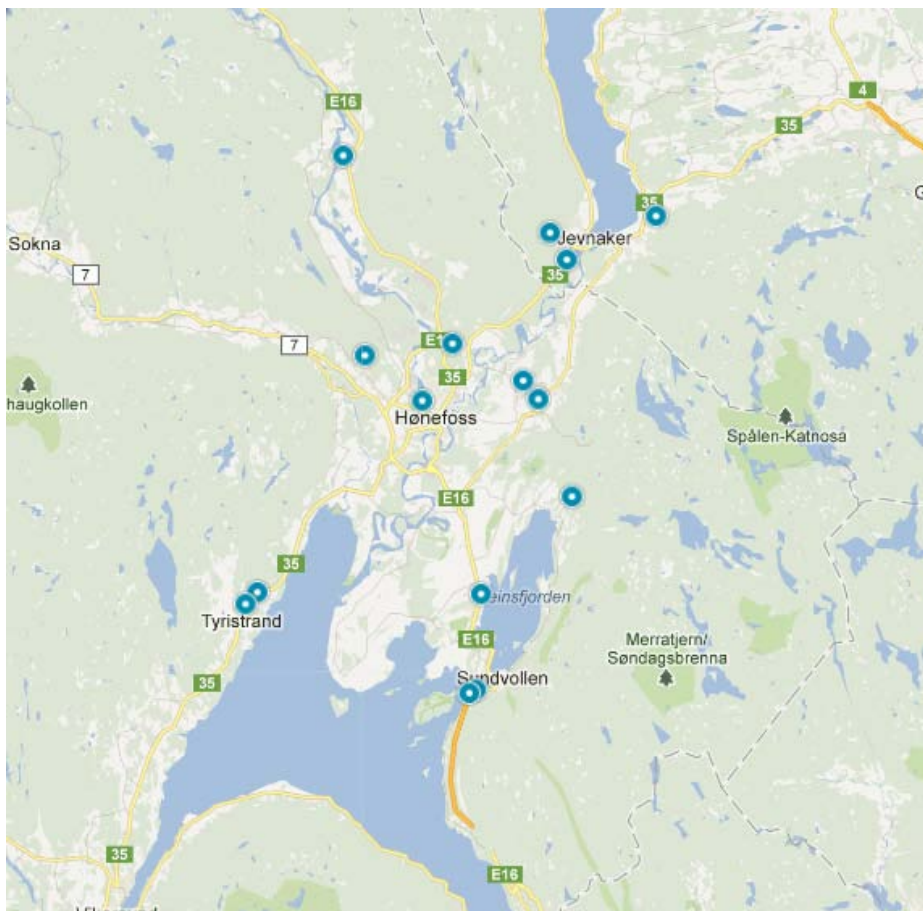 4
E16
35
35
Sokna
Jevnaker
7
35
7
35
haugkollen
Hønefoss
Spålen-Katnosa
E16
35
einsfjorden
Tyristrand
E16
Merratjern/
Søndagsbrenna
35
Sundvollen
35
E16